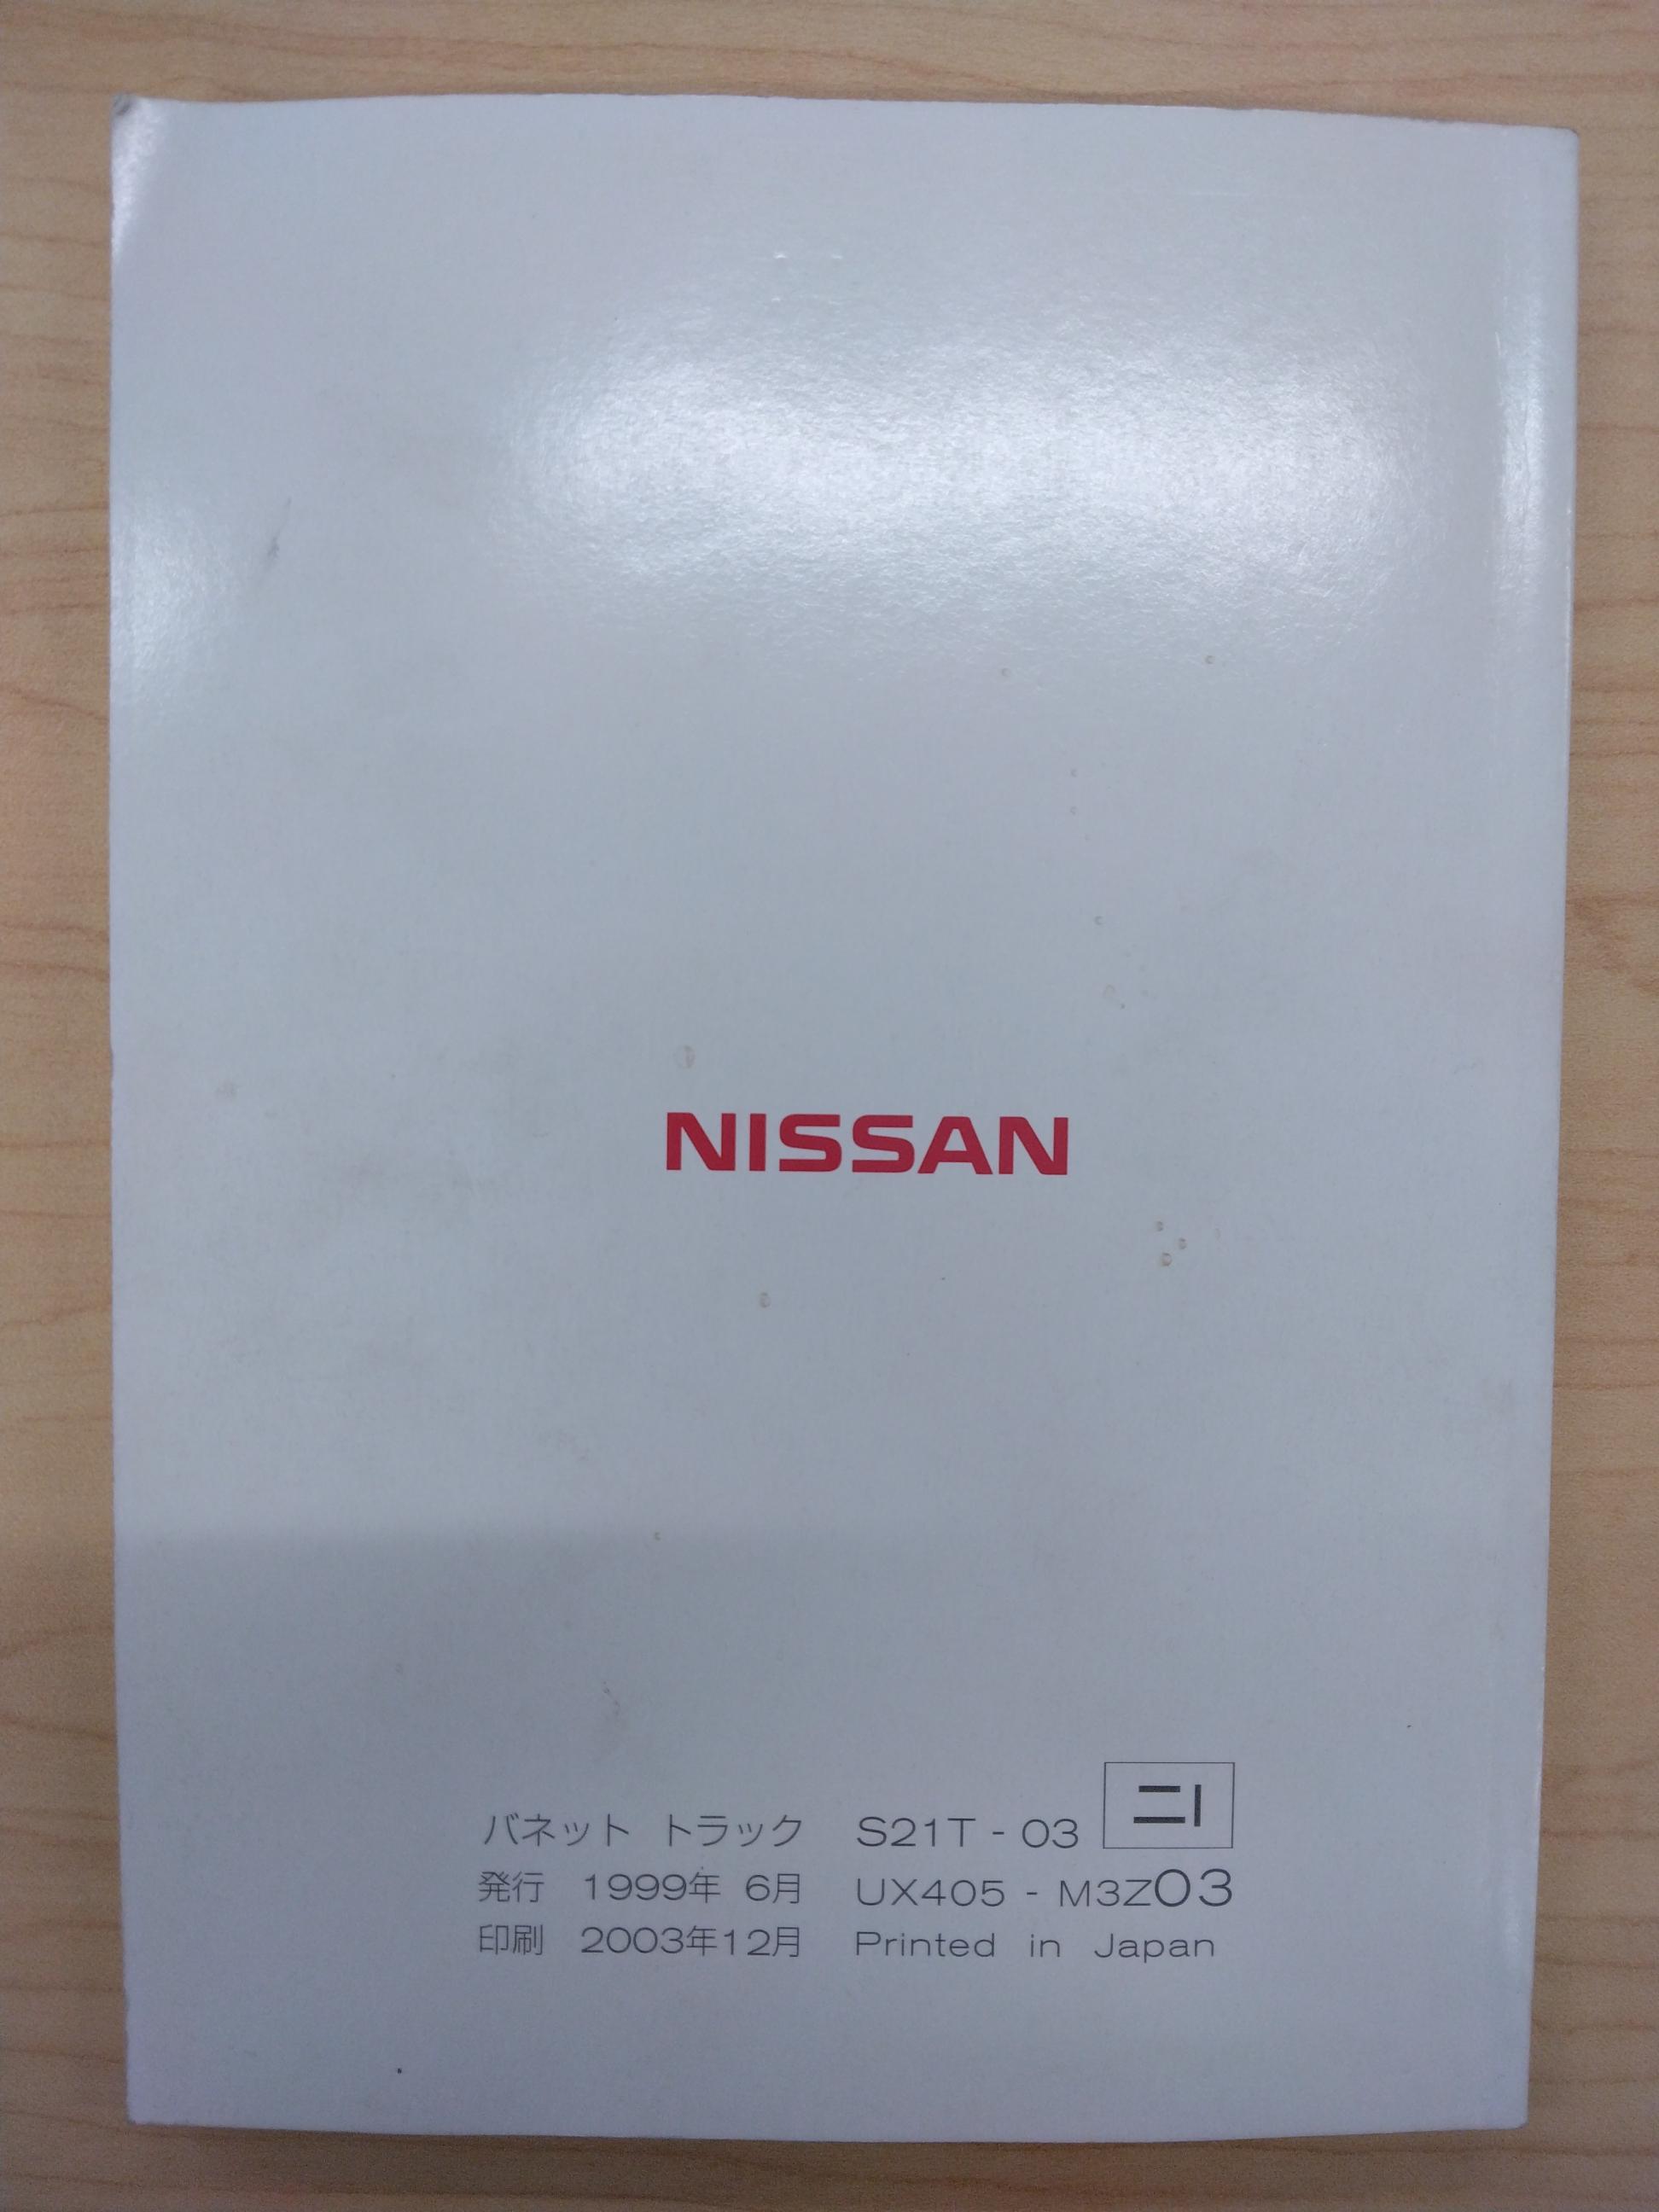 NISSAN
バネット トラック S21T - 03 ニー
発行 1999年 6月 UX405 - M3Z03
印刷 2003年12月 Printed in Japan